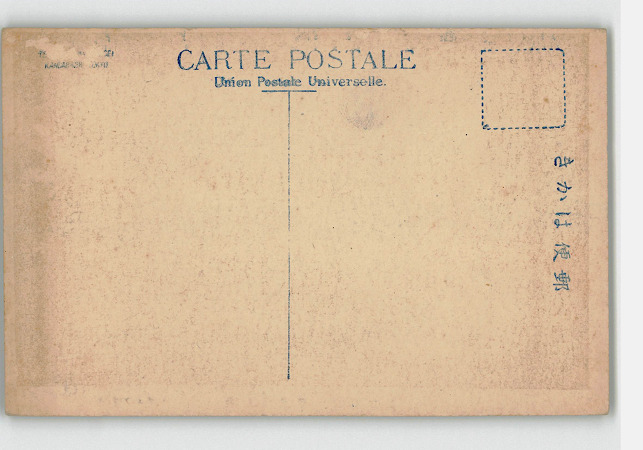 CARTE POSTALE
Union Postale Universelle.
きかは便郵